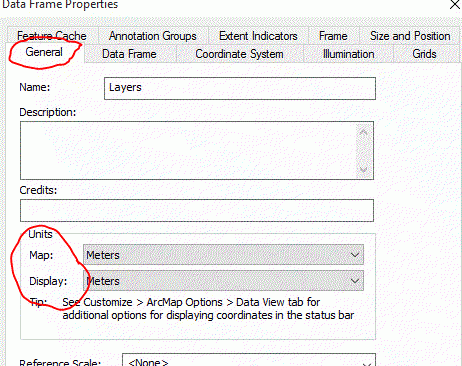 Data Frame Properties
Feature Cache Annotation Groups Extent Indicators Frame Size and Position
General Data Frame Coordinate System Illumination Grids
Name: Layers
Description:
Credits:
Units
Map: Meters
Display: Meters
Tip: See Customize > ArcMap Options > Data View tab for
additional options for displaying coordinates in the status bar
Reference Scale: <None>